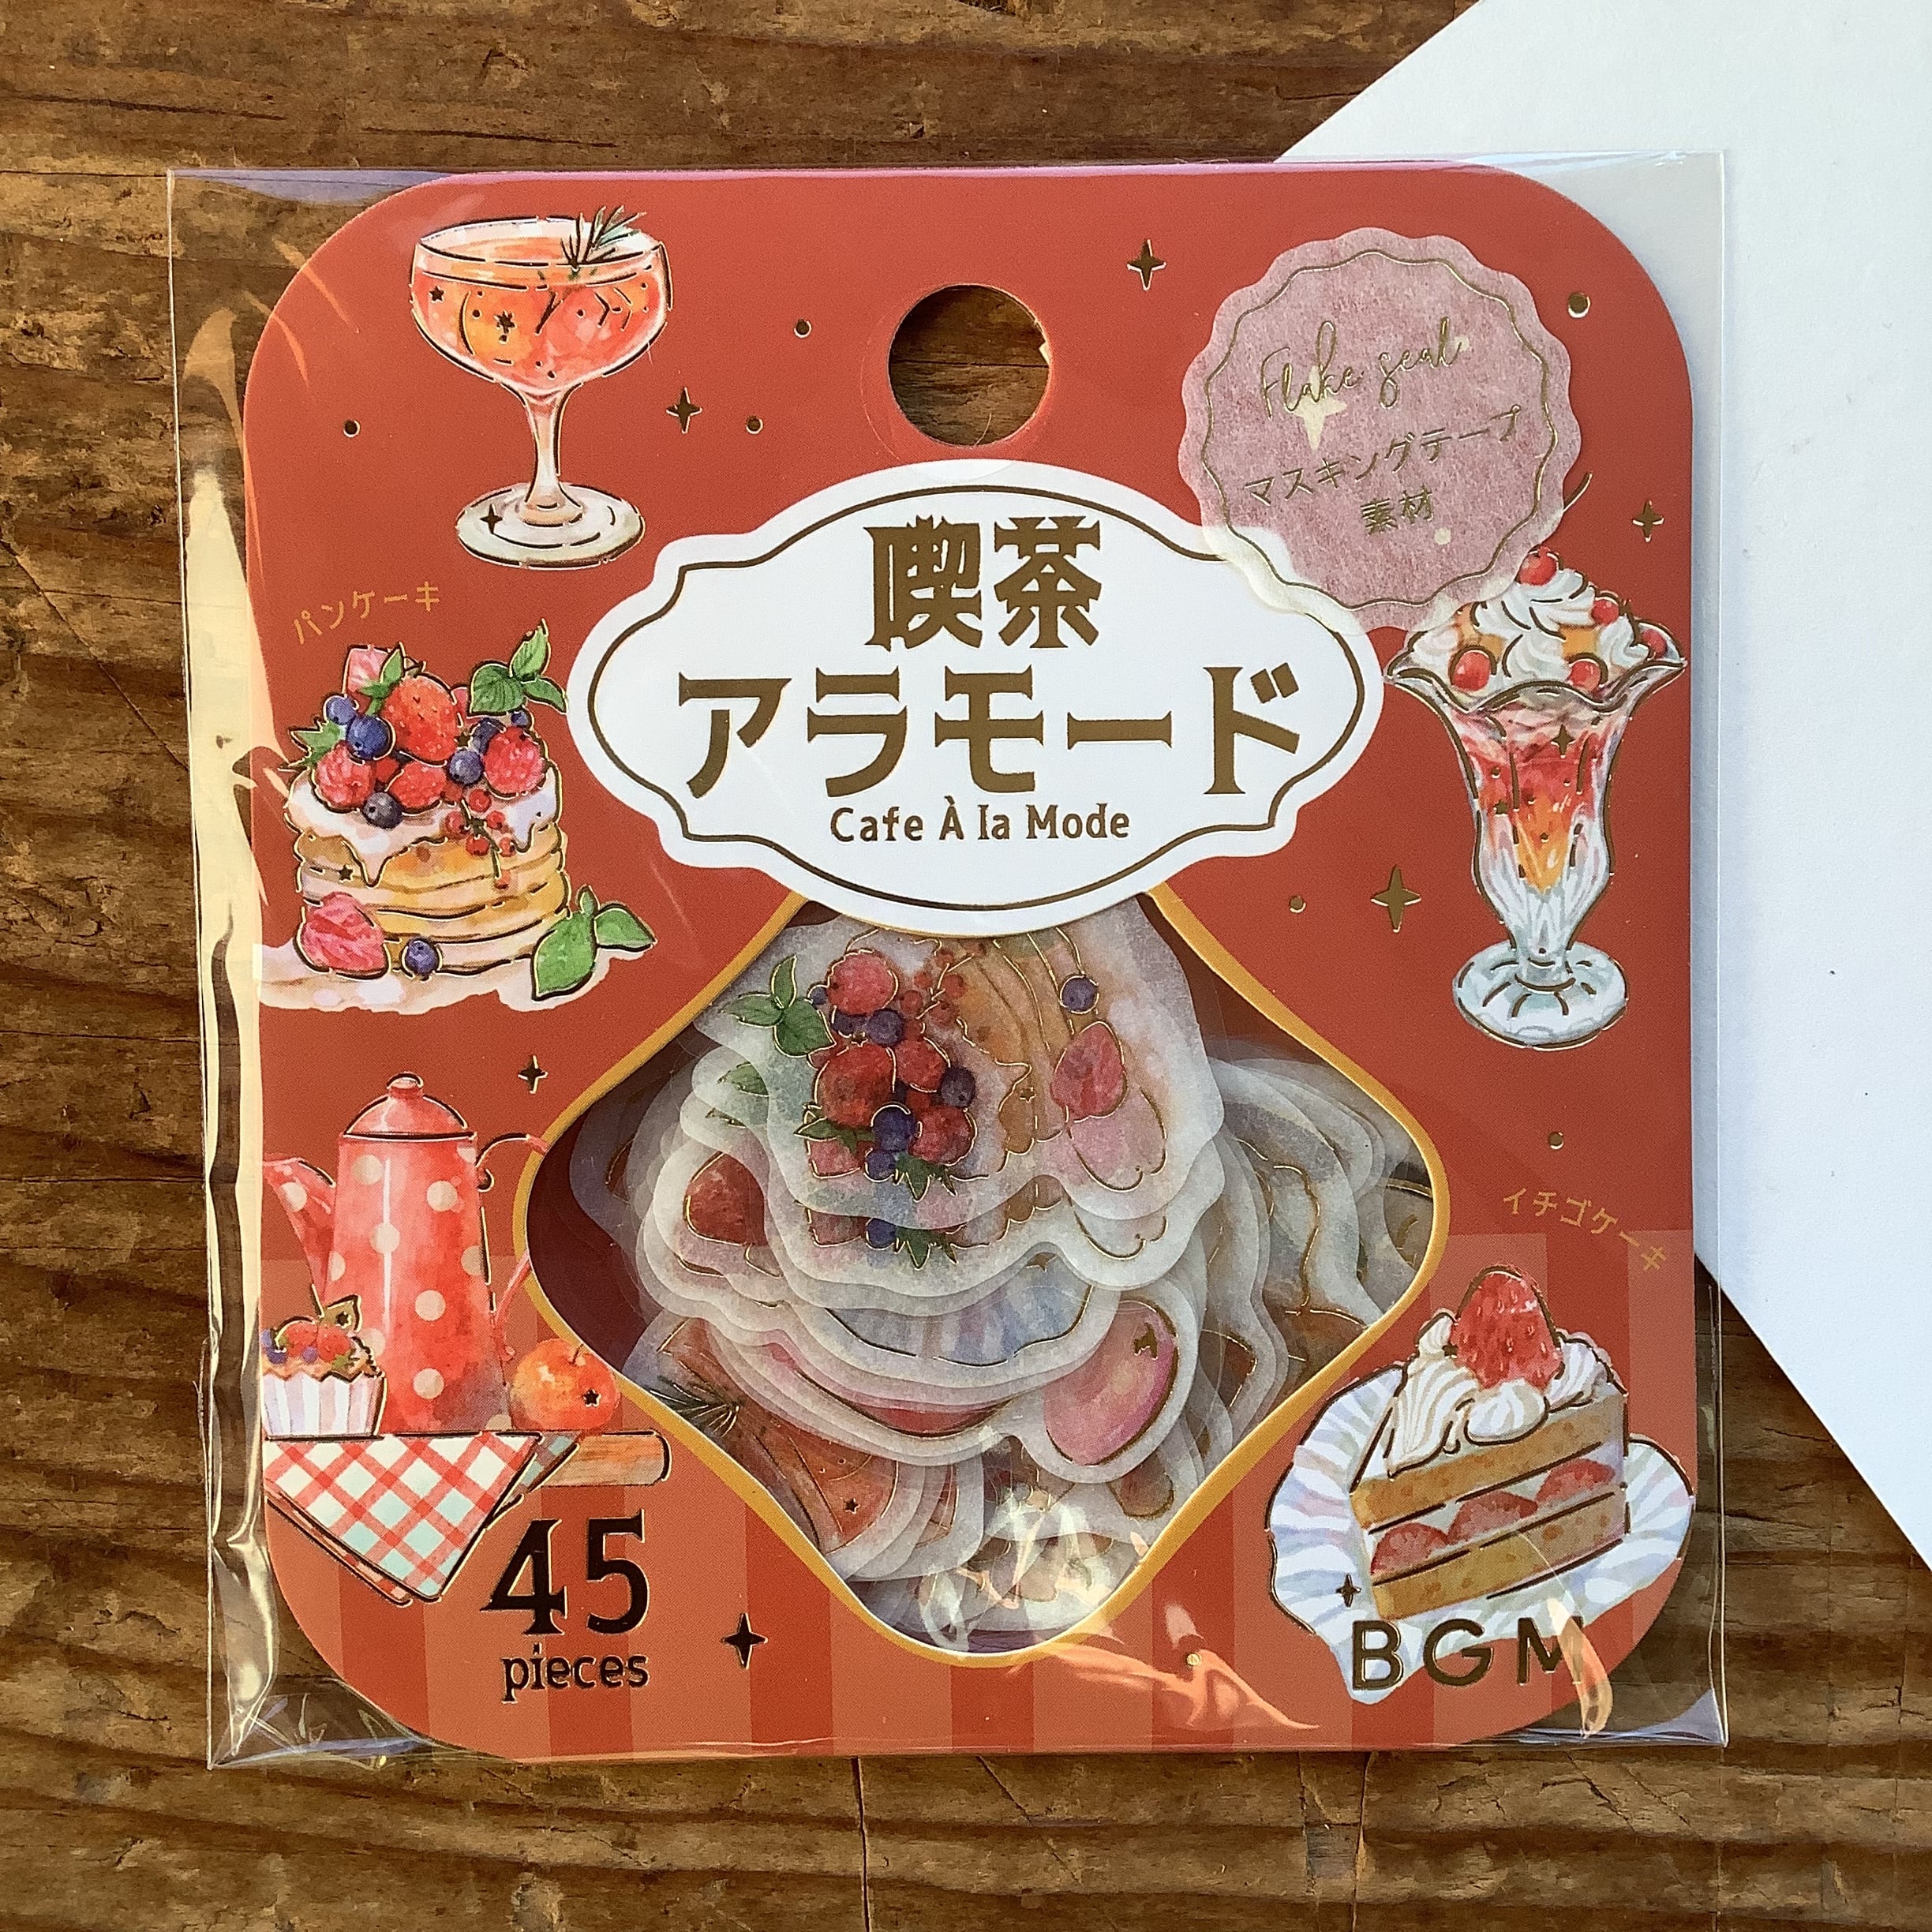 Flake seal
マスキングテープ
素材
喫茶
アラモード
Cafe À la Mode
パンケーキ
イチゴケーキ
45
pieces
BGM